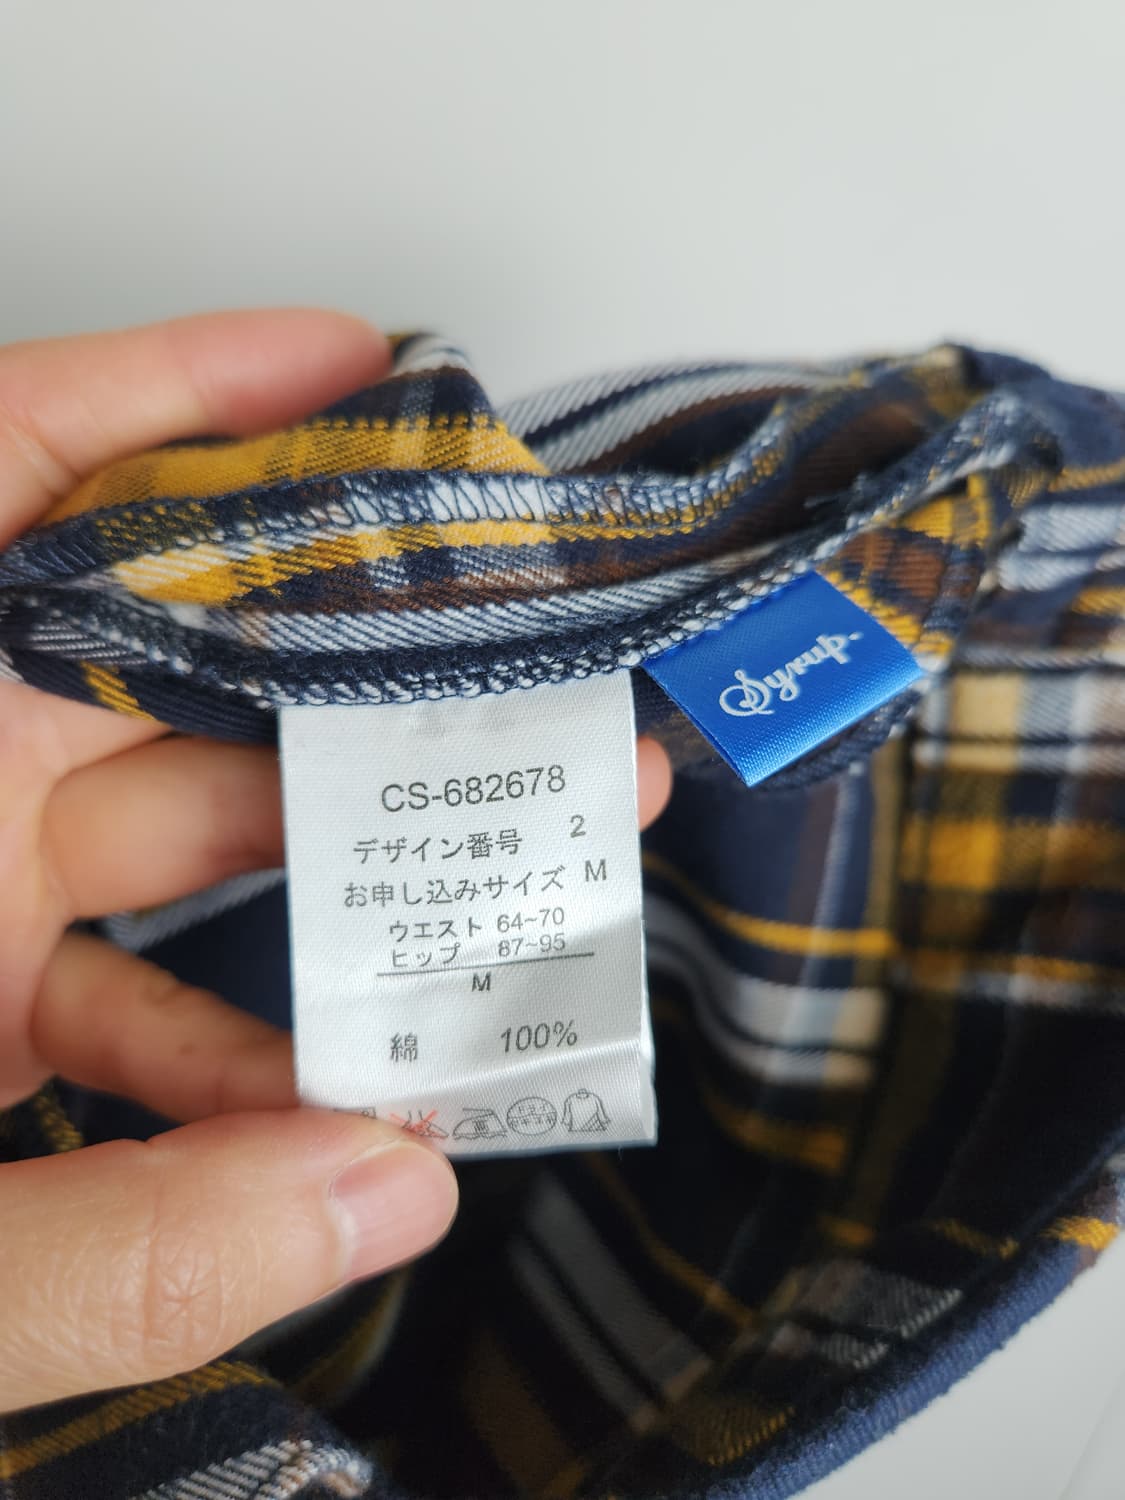 CS-682678
デザイン番号 2
お申し込みサイズ M
ウエスト 64~70
ヒップ 87~95
M
綿 100%
Syrup.